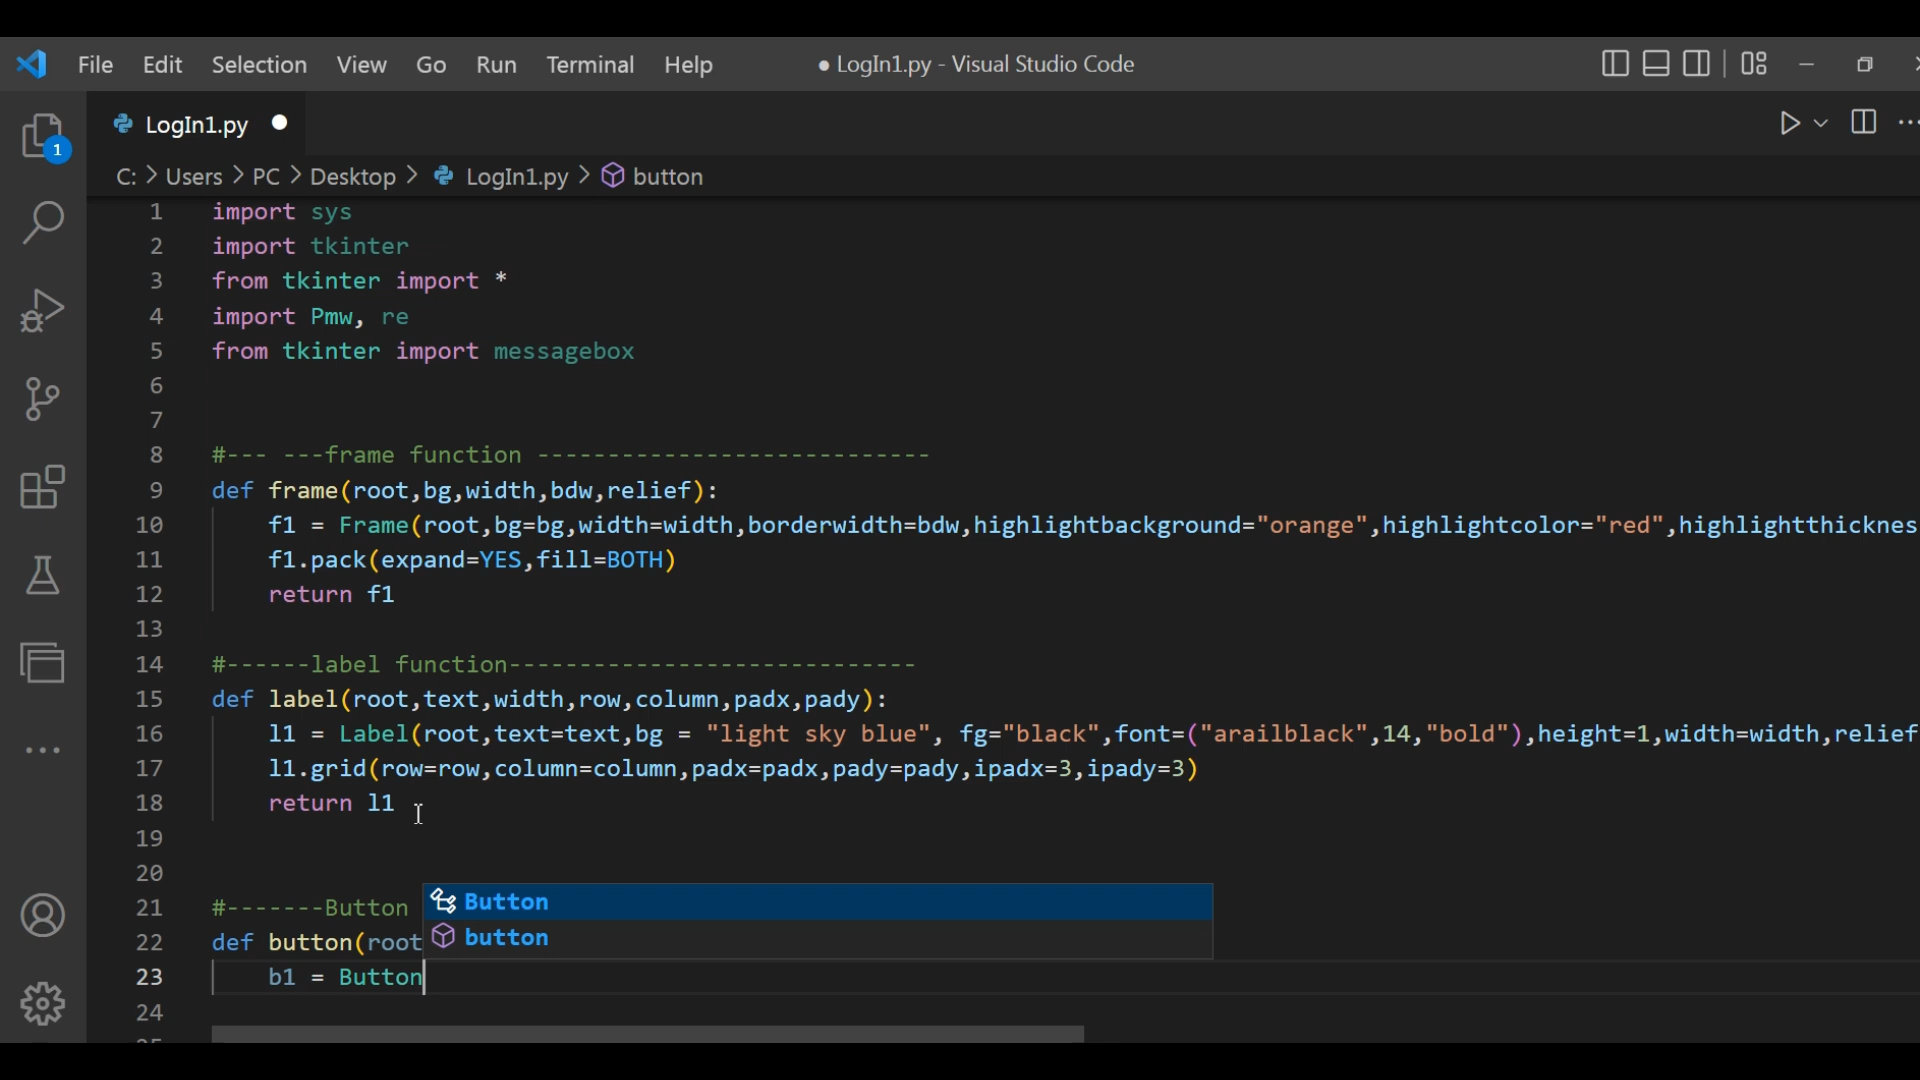 File Edit Selection View Go Run Terminal Help ● LogIn1.py - Visual Studio Code
LogIn1.py
1
C: > Users > PC > Desktop > LogIn1.py > button
1 import sys
2 import tkinter
3 from tkinter import *
4 import Pmw, re
5 from tkinter import messagebox
6
7
8 #--- ---frame function ----------------------------
9 def frame(root,bg,width,bdw,relief):
10 f1 = Frame(root,bg=bg,width=width,borderwidth=bdw,highlightbackground="orange",highlightcolor="red",highlightthicknes
11 f1.pack(expand=YES,fill=BOTH)
12 return f1
13
14 #------label function-----------------------------
15 def label(root,text,width,row,column,padx,pady):
16 l1 = Label(root,text=text,bg = "light sky blue", fg="black",font=("arailblack",14,"bold"),height=1,width=width,relief
17 l1.grid(row=row,column=column,padx=padx,pady=pady,ipadx=3,ipady=3)
18 return l1
19
20
21 #-------Button
Button
22 def button(root
button
23 b1 = Button
24